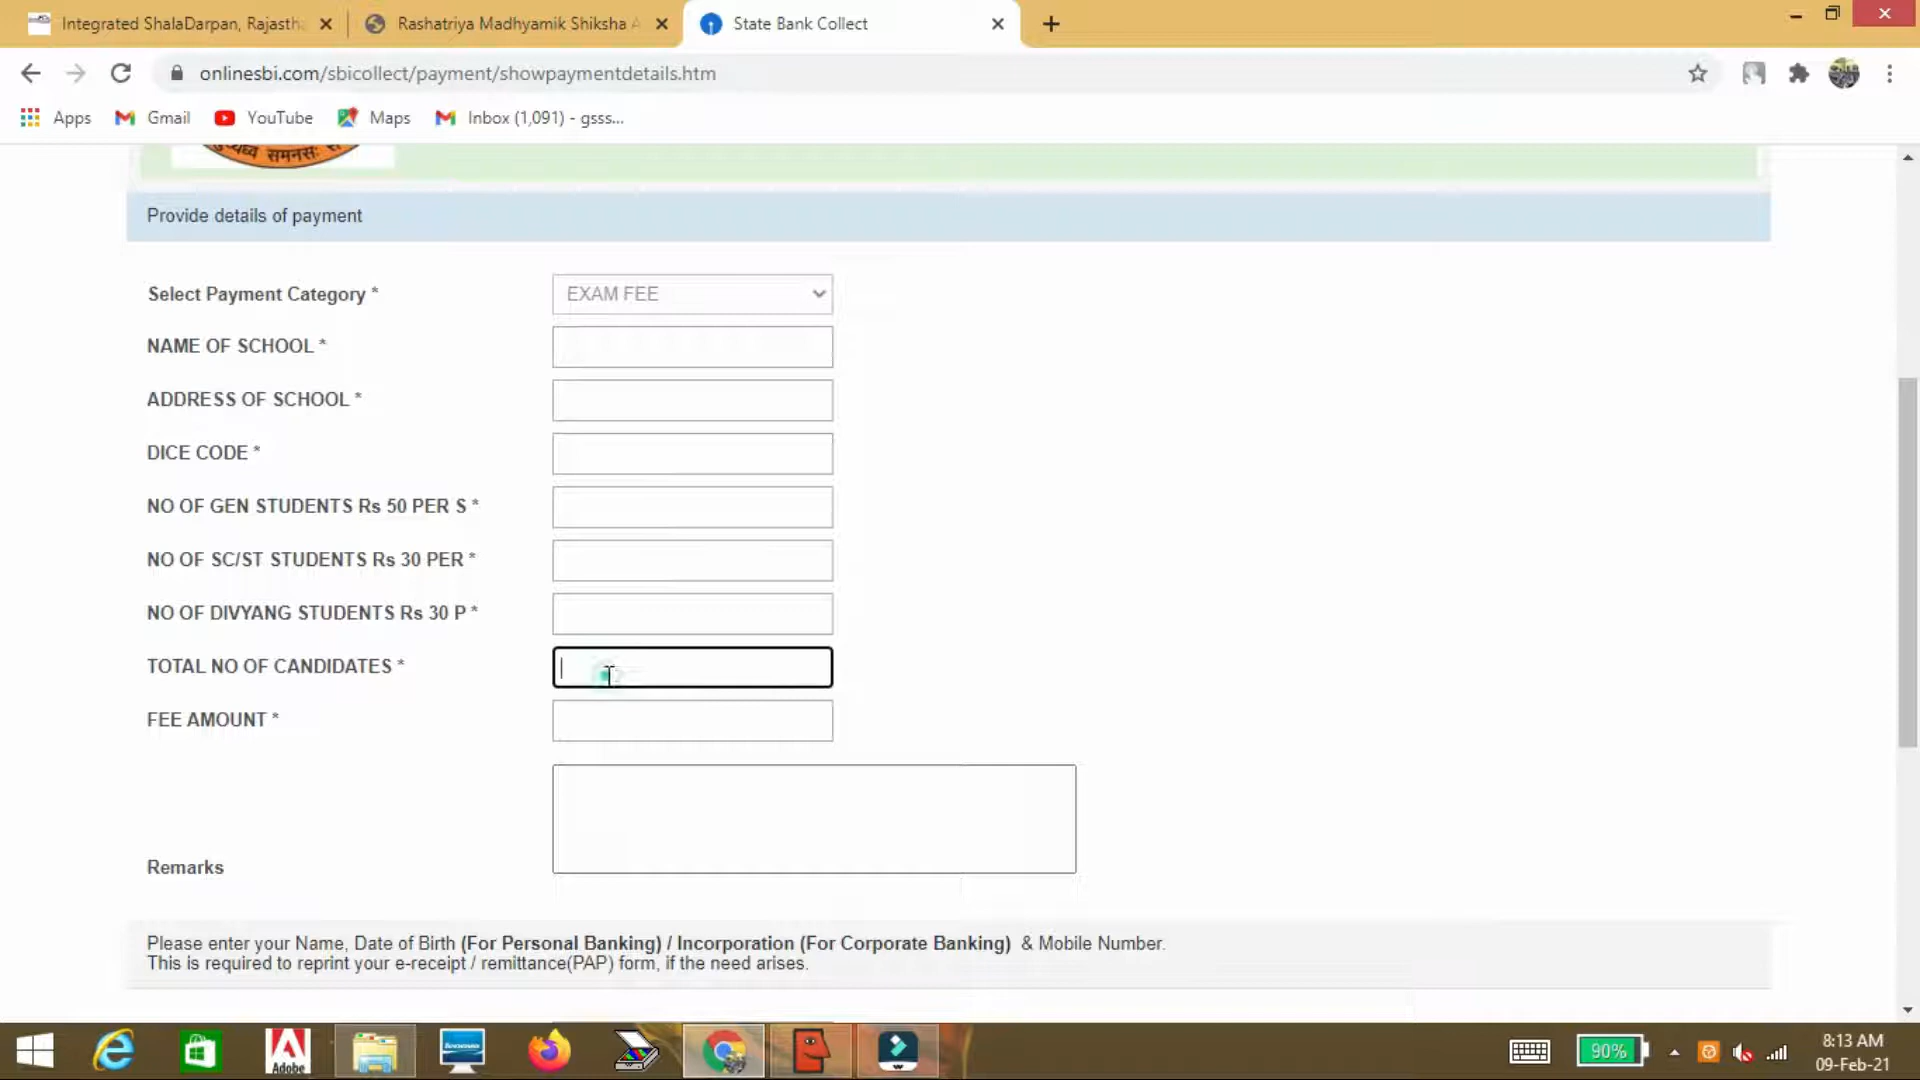 Integrated ShalaDarpan, Rajastha
Rashatriya Madhyamik Shiksha A
State Bank Collect
onlinesbi.com/sbicollect/payment/showpaymentdetails.htm
Apps
Gmail
YouTube
Maps
Inbox (1,091) - gsss...
समनसः
Provide details of payment
Select Payment Category *
EXAM FEE
NAME OF SCHOOL *
ADDRESS OF SCHOOL *
DICE CODE *
NO OF GEN STUDENTS Rs 50 PER S *
NO OF SC/ST STUDENTS Rs 30 PER *
NO OF DIVYANG STUDENTS Rs 30 P *
TOTAL NO OF CANDIDATES *
FEE AMOUNT *
Remarks
Please enter your Name, Date of Birth (For Personal Banking) / Incorporation (For Corporate Banking) & Mobile Number.
This is required to reprint your e-receipt / remittance(PAP) form, if the need arises.
Adobe
90%
8:13 AM
09-Feb-21